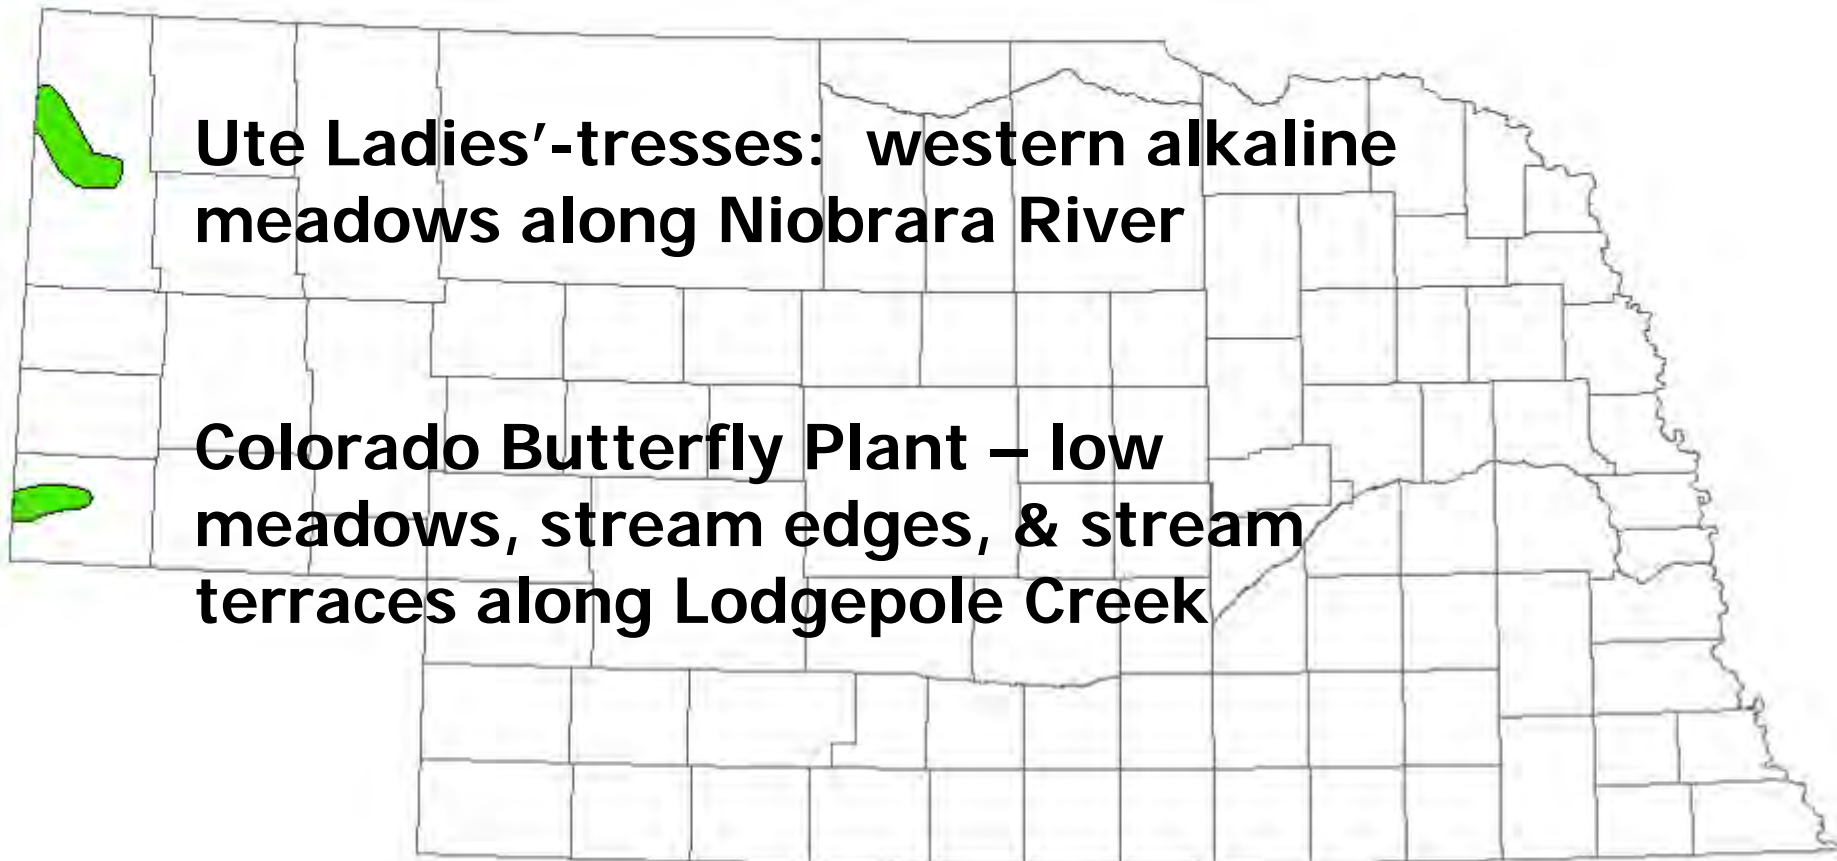 Ute Ladies’-tresses:  western alkaline
meadows along Niobrara River
Colorado Butterfly Plant – low
meadows, stream edges, & stream
terraces along Lodgepole Creek